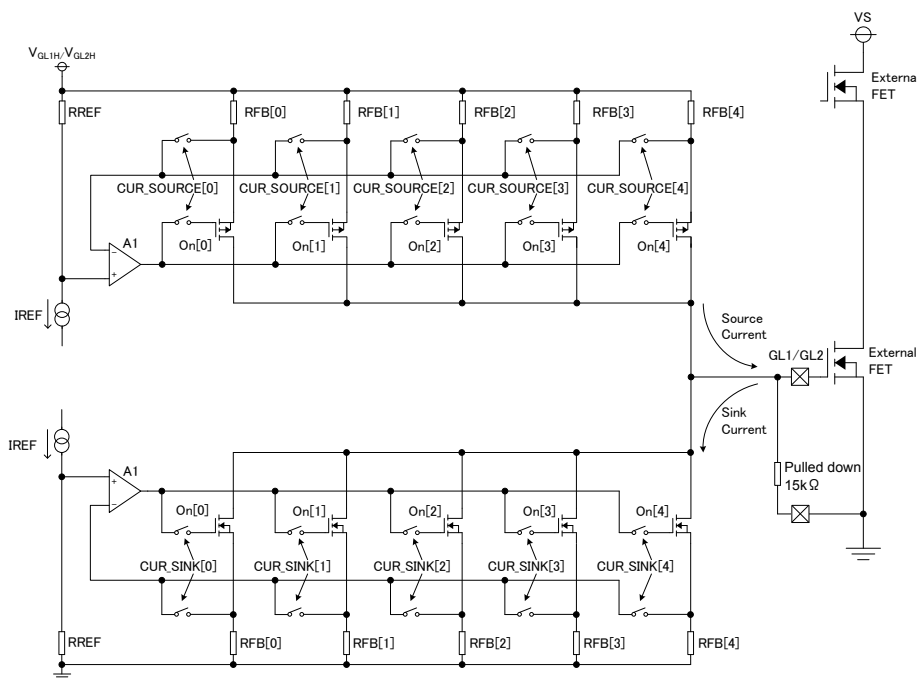 VS
V_GL1H/V_GL2H
Externa
FET
RREF
RFB[0]
RFB[1]
RFB[2]
RFB[3]
RFB[4]
CUR_SOURCE[0]
CUR_SOURCE[1]
CUR_SOURCE[2]
CUR_SOURCE[3]
CUR_SOURCE[4]
A1
−
+
On[0]
On[1]
On[2]
On[3]
On[4]
IREF
Source
Current
GL1/GL2
External
FET
Sink
Current
IREF
A1
+
−
On[0]
On[1]
On[2]
On[3]
On[4]
Pulled down
15kΩ
CUR_SINK[0]
CUR_SINK[1]
CUR_SINK[2]
CUR_SINK[3]
CUR_SINK[4]
RREF
RFB[0]
RFB[1]
RFB[2]
RFB[3]
RFB[4]